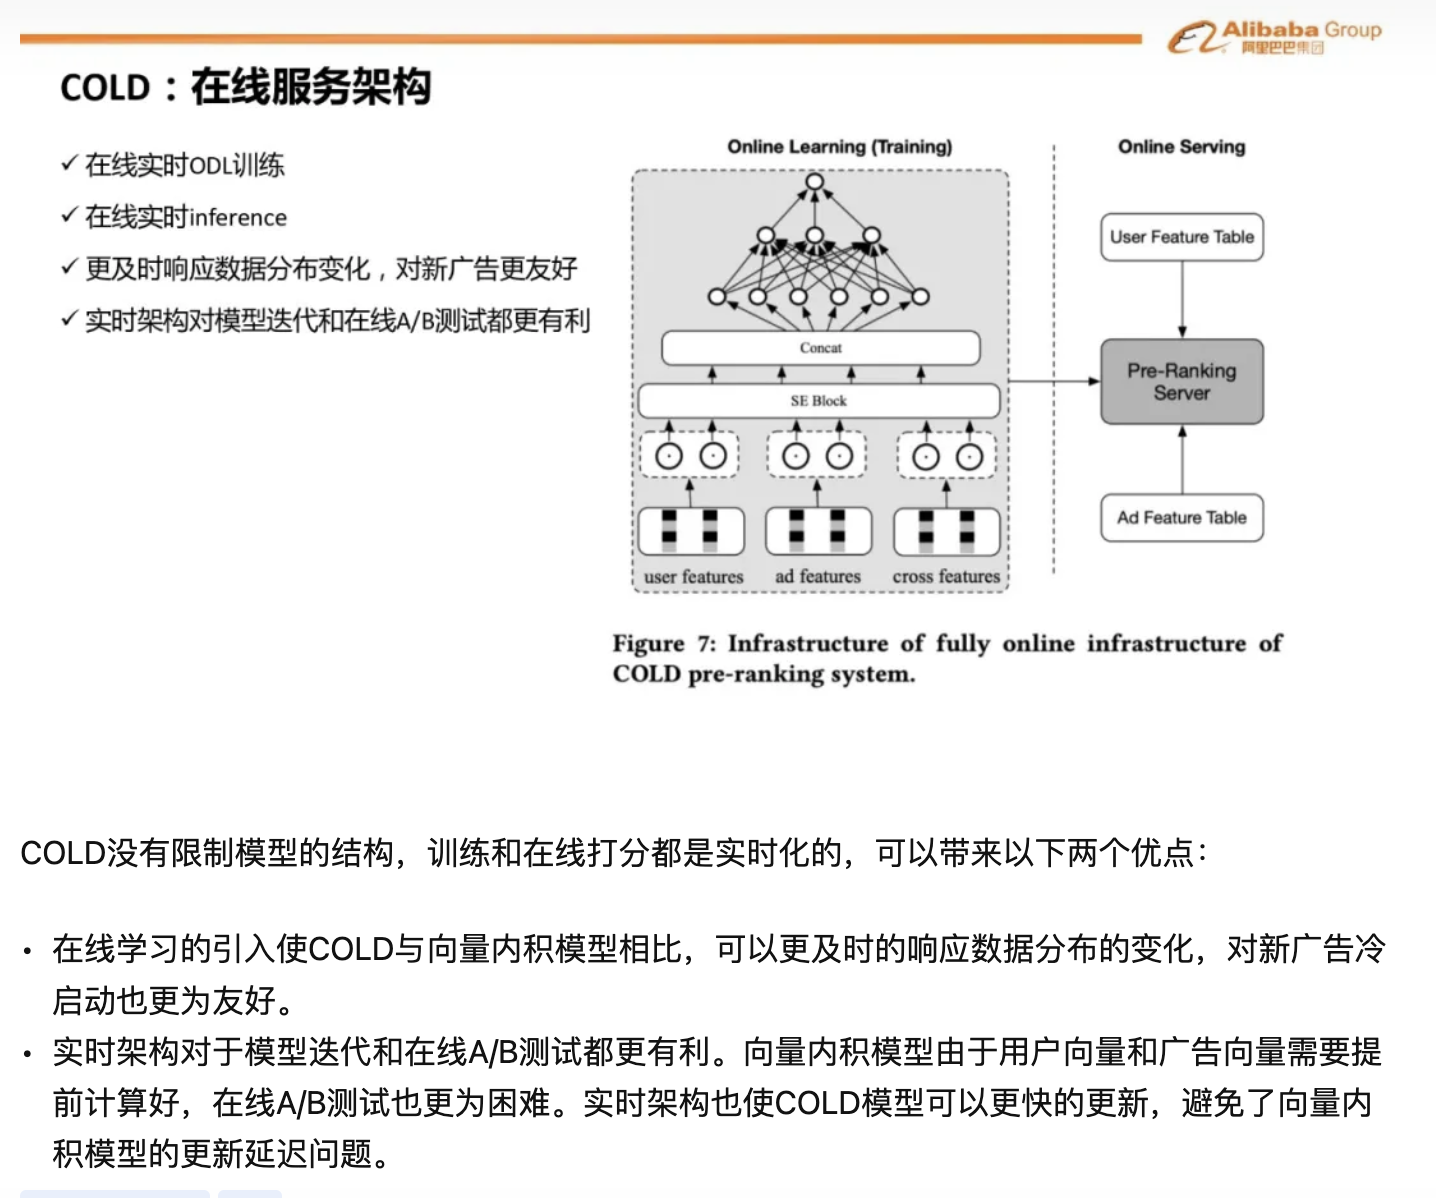 Alibaba Group
阿里巴巴集团
COLD：在线服务架构
✓ 在线实时ODL训练
✓ 在线实时inference
✓ 更及时响应数据分布变化，对新广告更友好
✓ 实时架构对模型迭代和在线A/B测试都更有利
Online Learning (Training)
Concat
SE Block
user features
ad features
cross features
Online Serving
User Feature Table
Pre-Ranking
Server
Ad Feature Table
Figure 7: Infrastructure of fully online infrastructure of
COLD pre-ranking system.
COLD没有限制模型的结构，训练和在线打分都是实时化的，可以带来以下两个优点：
• 在线学习的引入使COLD与向量内积模型相比，可以更及时的响应数据分布的变化，对新广告冷
启动也更为友好。
• 实时架构对于模型迭代和在线A/B测试都更有利。向量内积模型由于用户向量和广告向量需要提
前计算好，在线A/B测试也更为困难。实时架构也使COLD模型可以更快的更新，避免了向量内
积模型的更新延迟问题。